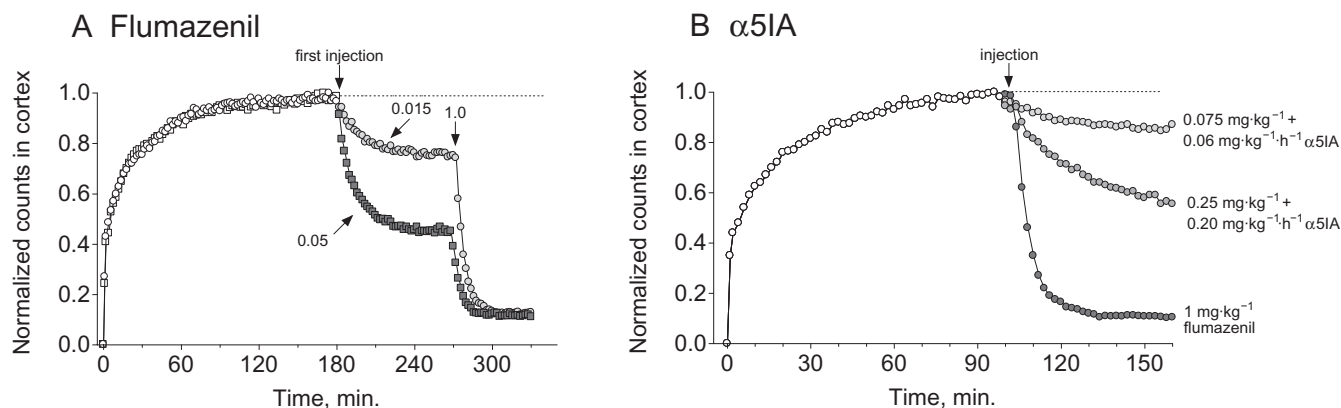 A Flumazenil
first injection
Normalized counts in cortex
1.0
0.8
0.6
0.4
0.2
0.0
0.015
1.0
0.05
0 60 120 180 240 300
Time, min.
B α5IA
injection
Normalized counts in cortex
1.0
0.8
0.6
0.4
0.2
0.0
0.075 mg·kg⁻¹ +
0.06 mg·kg⁻¹·h⁻¹ α5IA
0.25 mg·kg⁻¹ +
0.20 mg·kg⁻¹·h⁻¹ α5IA
1 mg·kg⁻¹
flumazenil
0 30 60 90 120 150
Time, min.